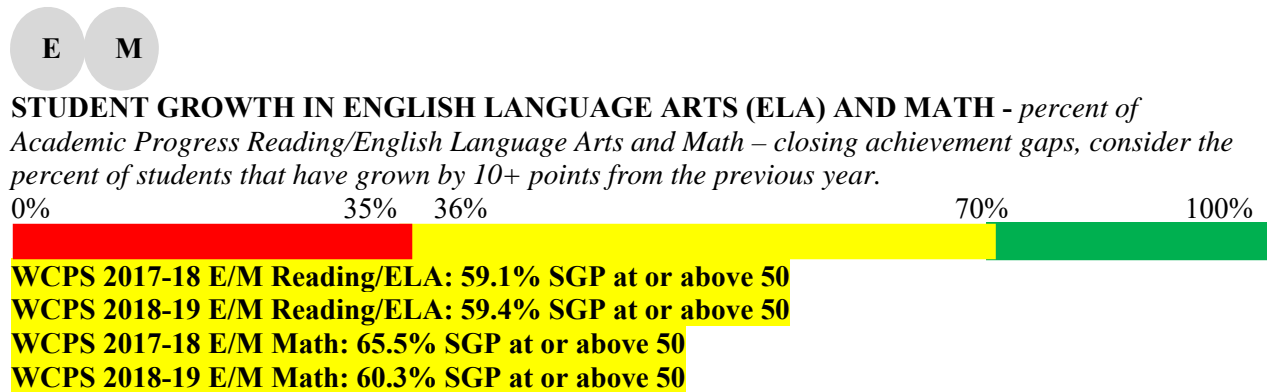 E M
STUDENT GROWTH IN ENGLISH LANGUAGE ARTS (ELA) AND MATH - percent of
Academic Progress Reading/English Language Arts and Math – closing achievement gaps, consider the
percent of students that have grown by 10+ points from the previous year.
0% 35% 36% 70% 100%
WCPS 2017-18 E/M Reading/ELA: 59.1% SGP at or above 50
WCPS 2018-19 E/M Reading/ELA: 59.4% SGP at or above 50
WCPS 2017-18 E/M Math: 65.5% SGP at or above 50
WCPS 2018-19 E/M Math: 60.3% SGP at or above 50